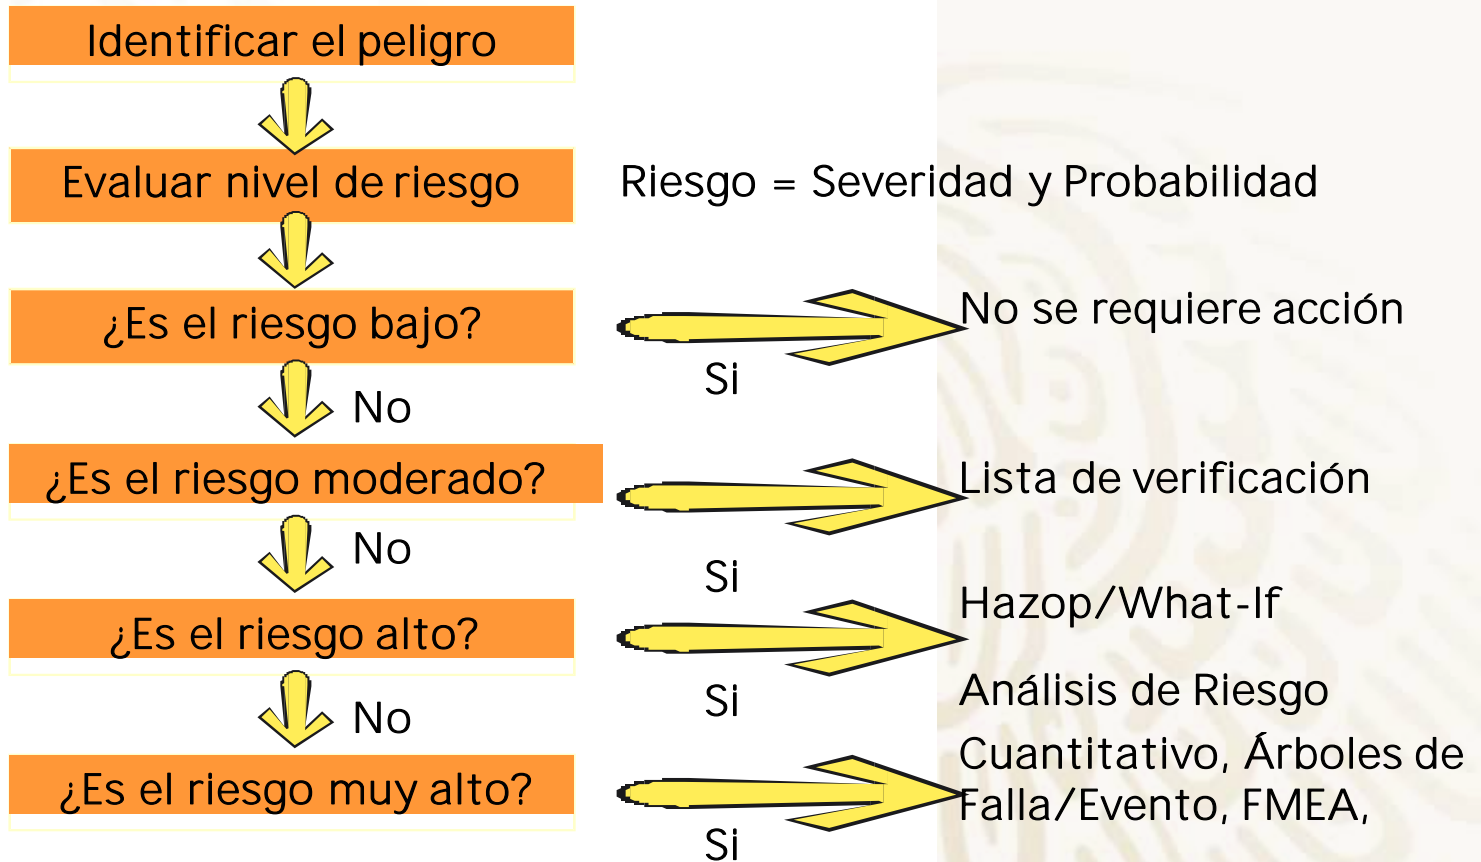 Identificar el peligro
Evaluar nivel de riesgo
Riesgo = Severidad y Probabilidad
¿Es el riesgo bajo?
No se requiere acción
Si
No
¿Es el riesgo moderado?
Lista de verificación
No
Si
Hazop/What-If
¿Es el riesgo alto?
Si
No
Análisis de Riesgo
Cuantitativo, Árboles de
Falla/Evento, FMEA,
¿Es el riesgo muy alto?
Si